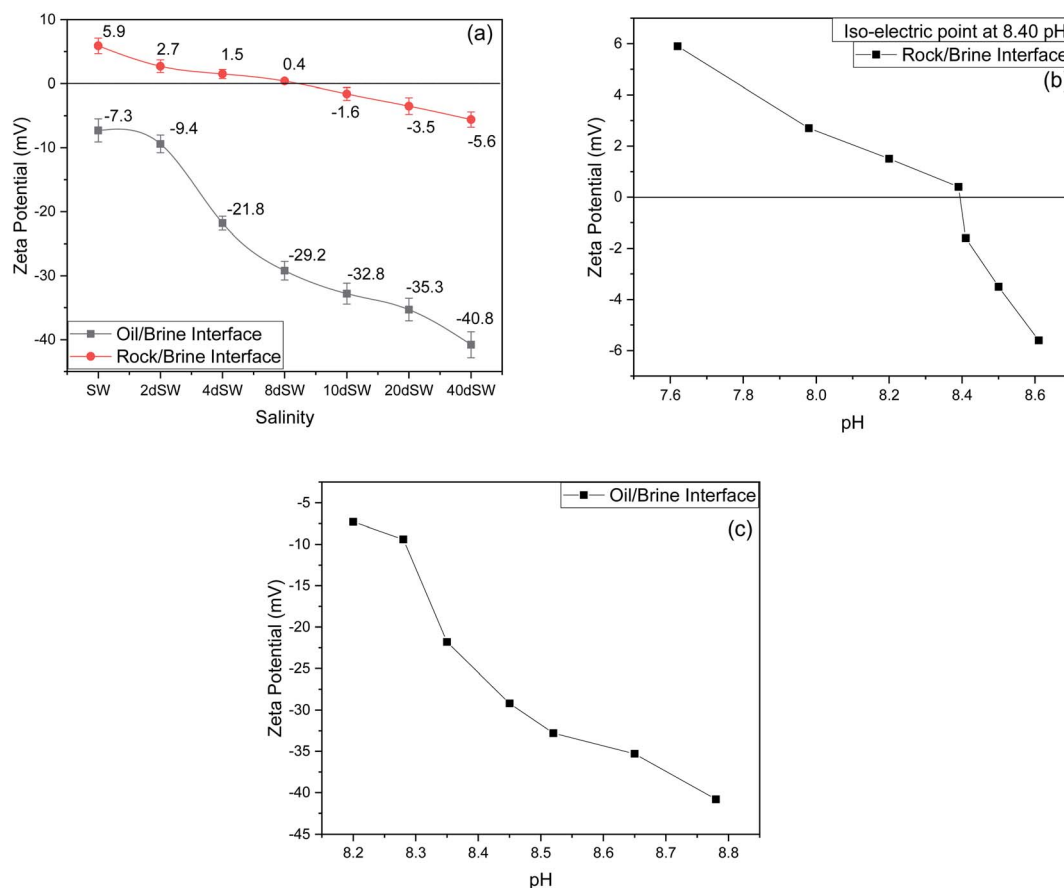 (a)
10
0
-10
-20
-30
-40
Zeta Potential (mV)
5.9
2.7
1.5
0.4
-1.6
-3.5
-5.6
-7.3
-9.4
-21.8
-29.2
-32.8
-35.3
-40.8
Oil/Brine Interface
Rock/Brine Interface
SW 2dSW 4dSW 8dSW 10dSW 20dSW 40dSW
Salinity
Iso-electric point at 8.40 pH
Rock/Brine Interface
(b)
6
4
2
0
-2
-4
-6
Zeta Potential (mV)
7.6 7.8 8.0 8.2 8.4 8.6
pH
Oil/Brine Interface
(c)
-5
-10
-15
-20
-25
-30
-35
-40
-45
Zeta Potential (mV)
8.2 8.3 8.4 8.5 8.6 8.7 8.8
pH